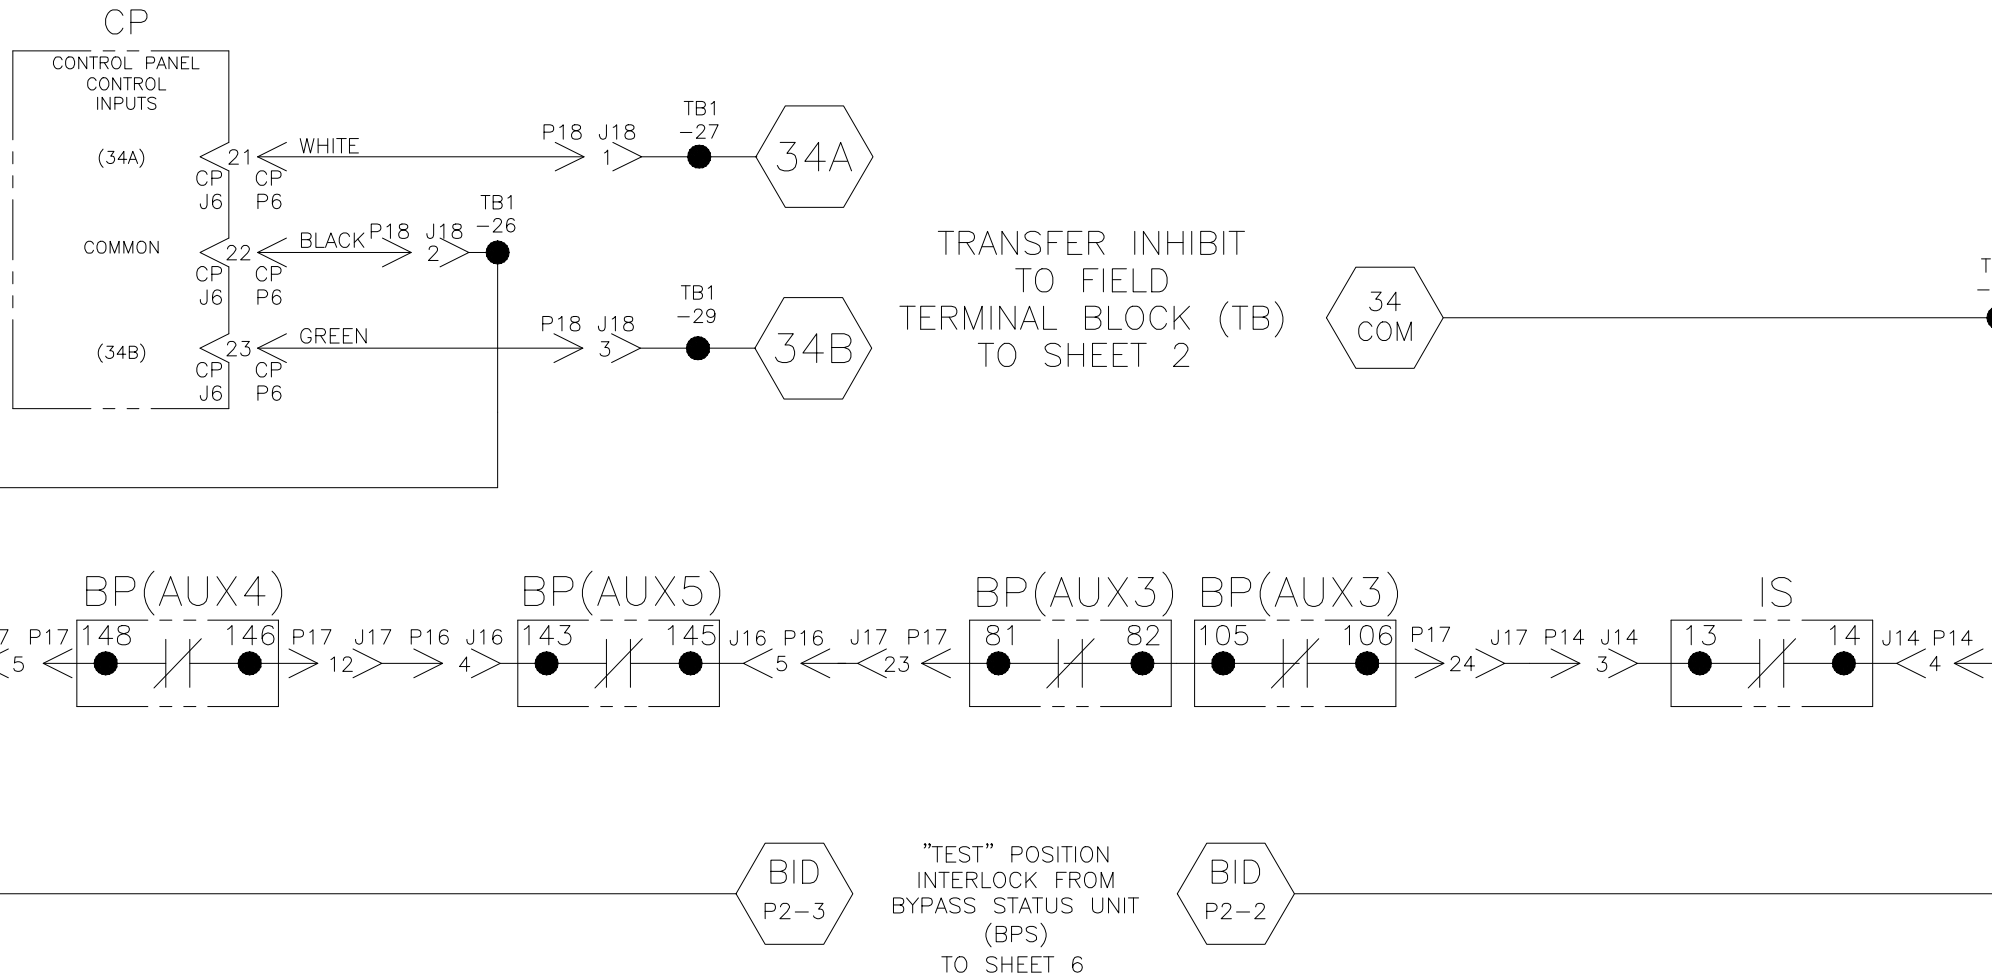 CP
CONTROL PANEL
CONTROL
INPUTS
(34A)
21
CP
J6
CP
P6
WHITE
P18
J18
1
TB1
-27
34A
COMMON
22
CP
J6
CP
P6
BLACK
P18
J18
2
TB1
-26
(34B)
23
CP
J6
CP
P6
GREEN
P18
J18
3
TB1
-29
34B
TRANSFER INHIBIT
TO FIELD
TERMINAL BLOCK (TB)
TO SHEET 2
34
COM
BP(AUX4)
BP(AUX5)
BP(AUX3)
BP(AUX3)
IS
5
P17
148
146
P17
12
J17
P16
J16
4
143
145
J16
5
P16
J17
23
P17
81
82
105
106
P17
24
J17
P14
J14
3
13
14
J14
4
P14
BID
P2-3
"TEST" POSITION
INTERLOCK FROM
BYPASS STATUS UNIT
(BPS)
TO SHEET 6
BID
P2-2